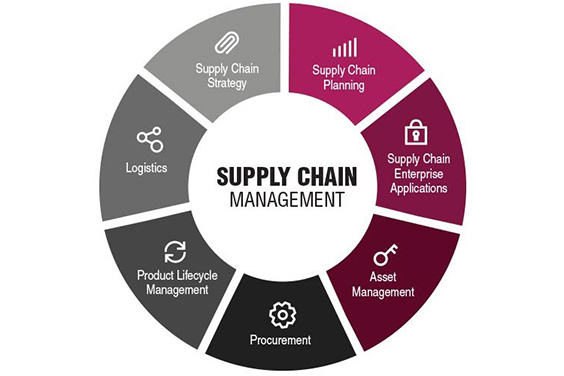 SUPPLY CHAIN
MANAGEMENT
Supply Chain
Planning
Supply Chain
Enterprise
Applications
Asset
Management
Procurement
Product Lifecycle
Management
Logistics
Supply Chain
Strategy